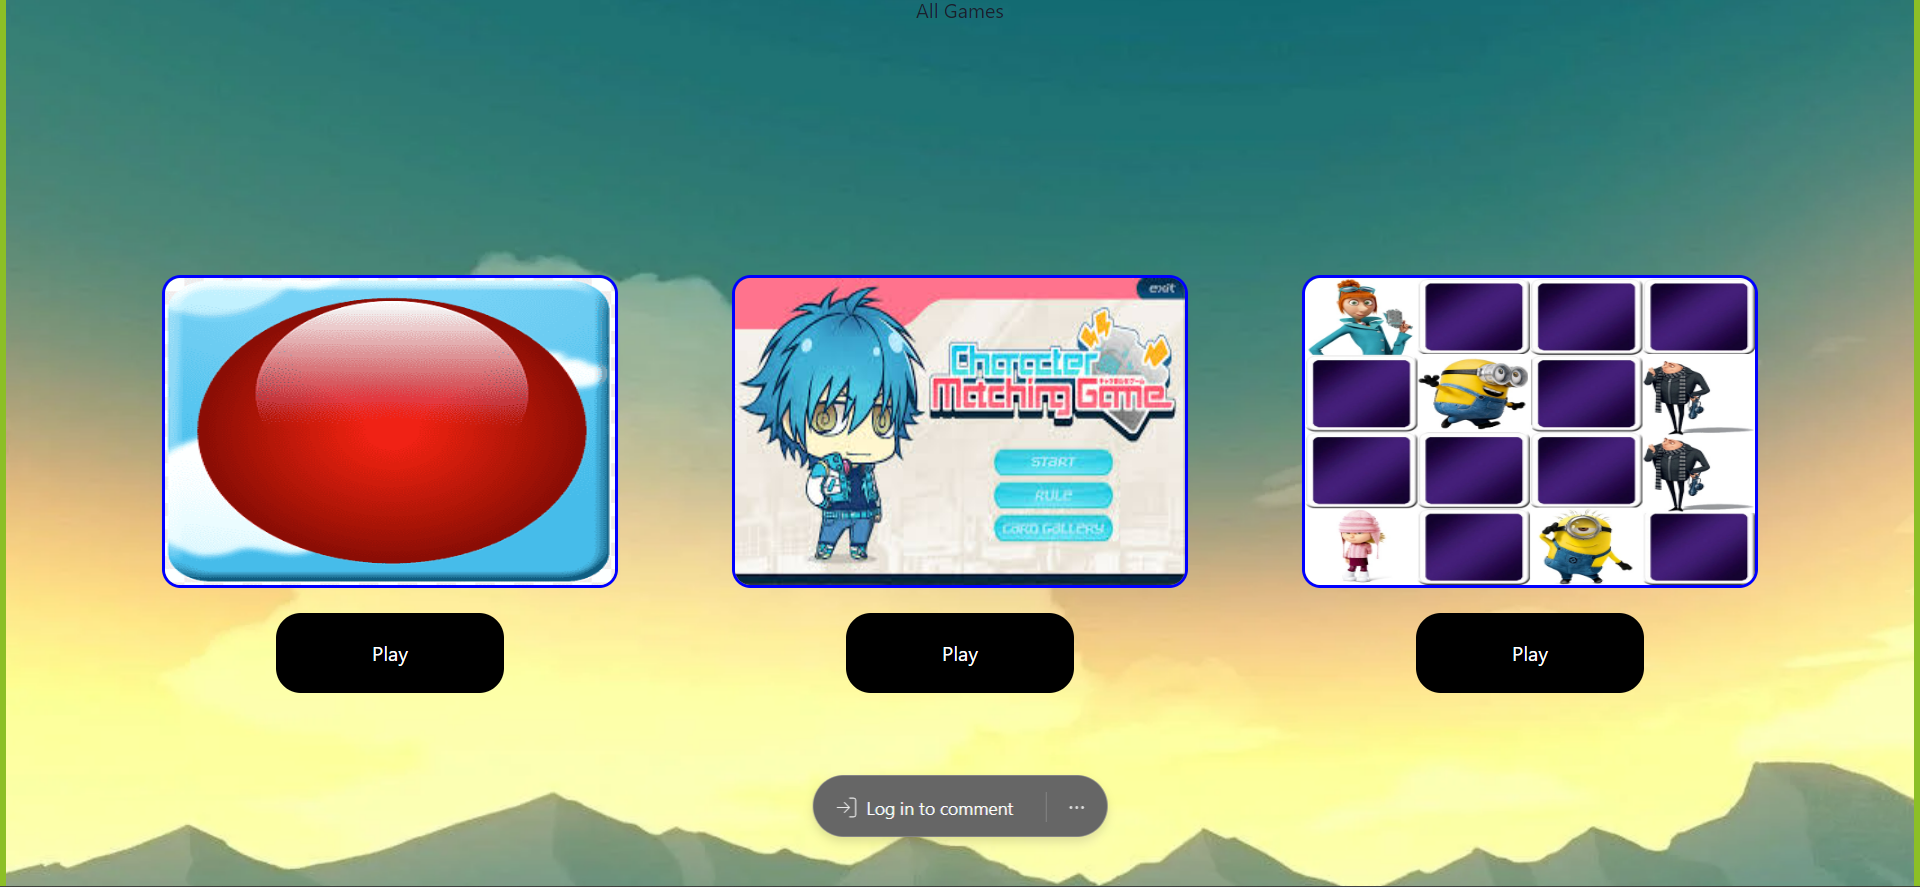 All Games
exit
Character
Matching Game
START
RULE
CARD GALLERY
Play
Play
Play
Log in to comment